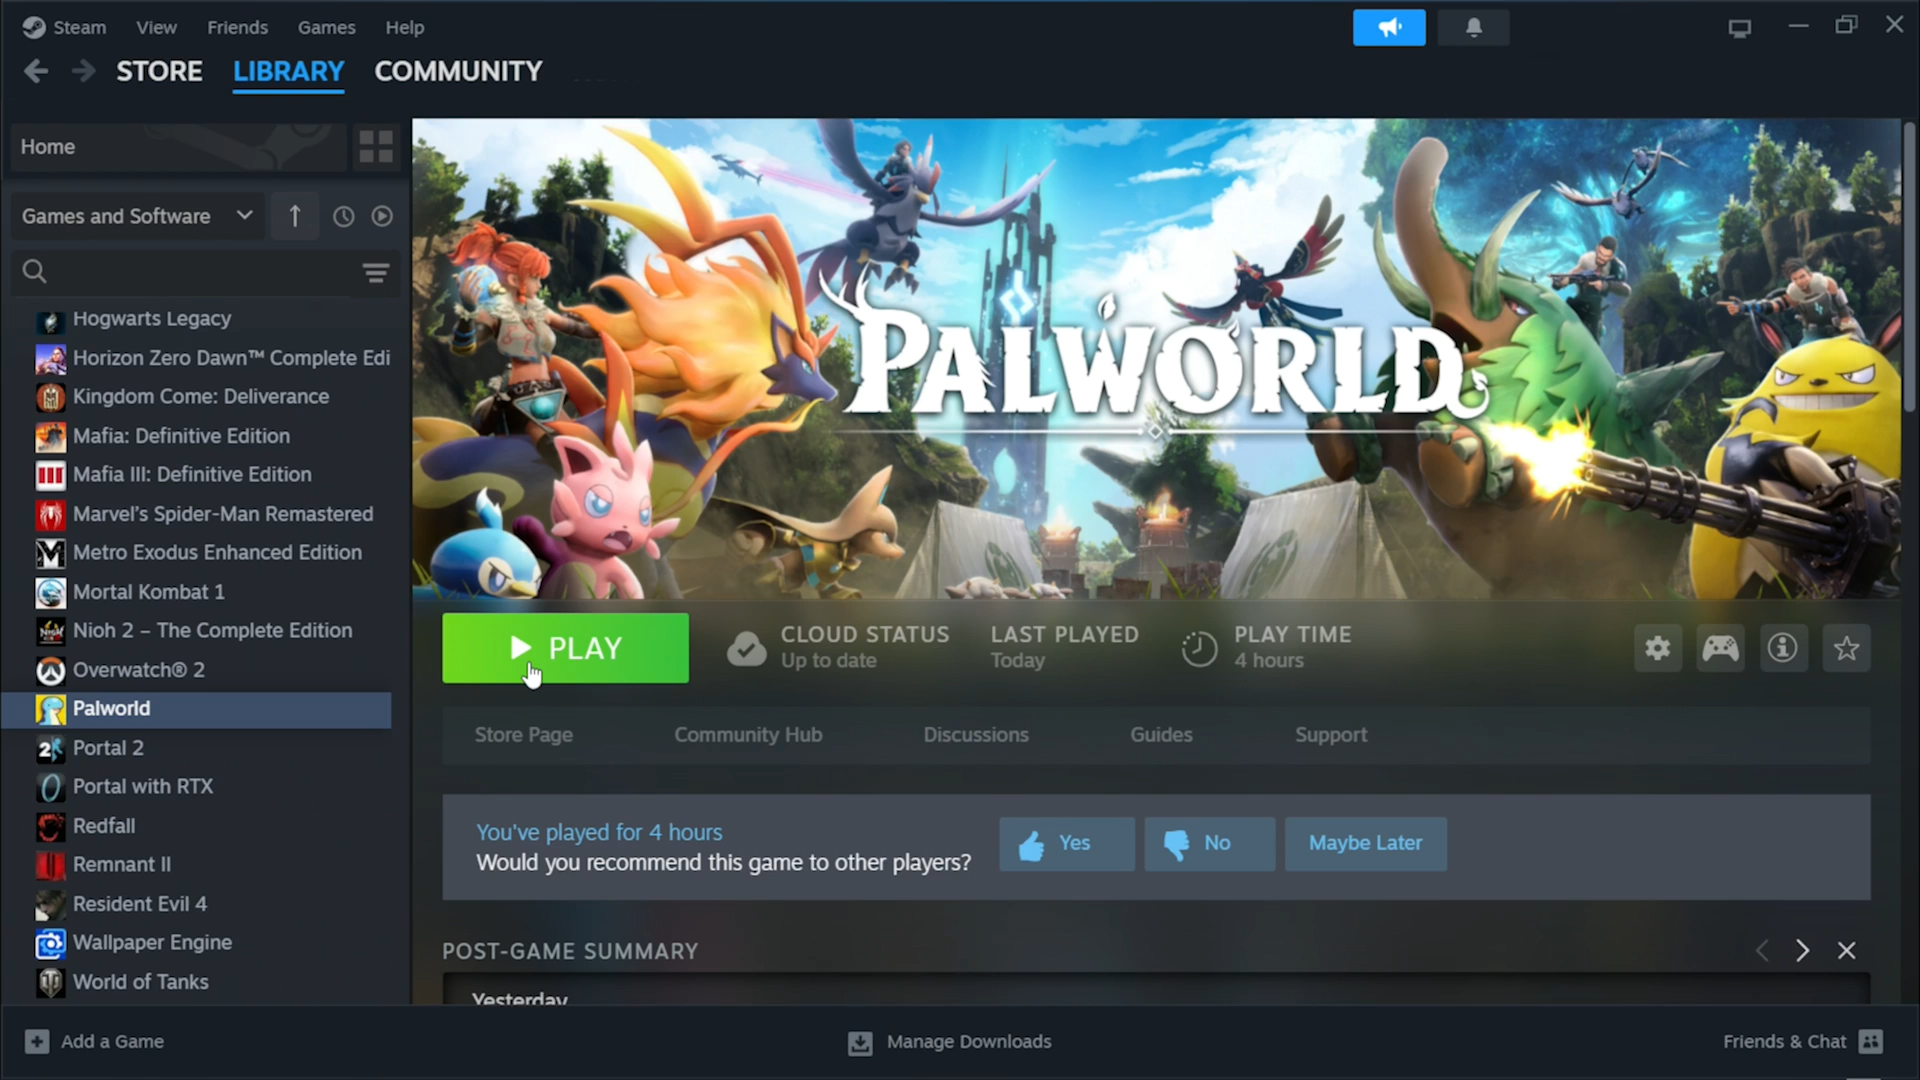 Steam View Friends Games Help
STORE LIBRARY COMMUNITY
Home
Games and Software
Hogwarts Legacy
Horizon Zero Dawn™ Complete Edi
Kingdom Come: Deliverance
Mafia: Definitive Edition
Mafia III: Definitive Edition
Marvel's Spider-Man Remastered
Metro Exodus Enhanced Edition
Mortal Kombat 1
Nioh 2 – The Complete Edition
Overwatch® 2
Palworld
Portal 2
Portal with RTX
Redfall
Remnant II
Resident Evil 4
Wallpaper Engine
World of Tanks
PALWORLD
PLAY
CLOUD STATUS
Up to date
LAST PLAYED
Today
PLAY TIME
4 hours
Store Page Community Hub Discussions Guides Support
You've played for 4 hours
Would you recommend this game to other players?
Yes No Maybe Later
POST-GAME SUMMARY
Yesterday
Add a Game Manage Downloads Friends & Chat